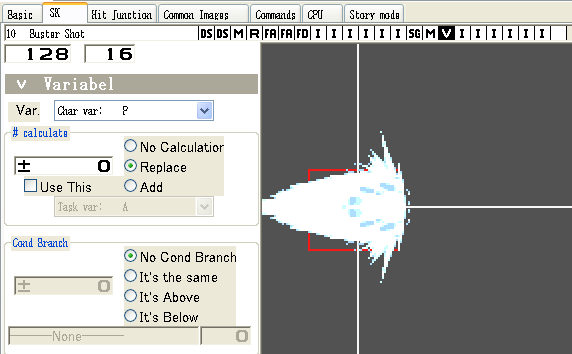 Basic SK Hit Junction Common Images Commands CPU Story mode
10 Buster Shot DS DS M R FA FA FD I I I I I I SG M V I I I I I I
128 16
V Variabel
Var. Char var: P
# calculate
No Calculation
± 0 Replace
Use This Add
Task var: A
Cond Branch
No Cond Branch
± 0 It's the same
It's Above
It's Below
None 0